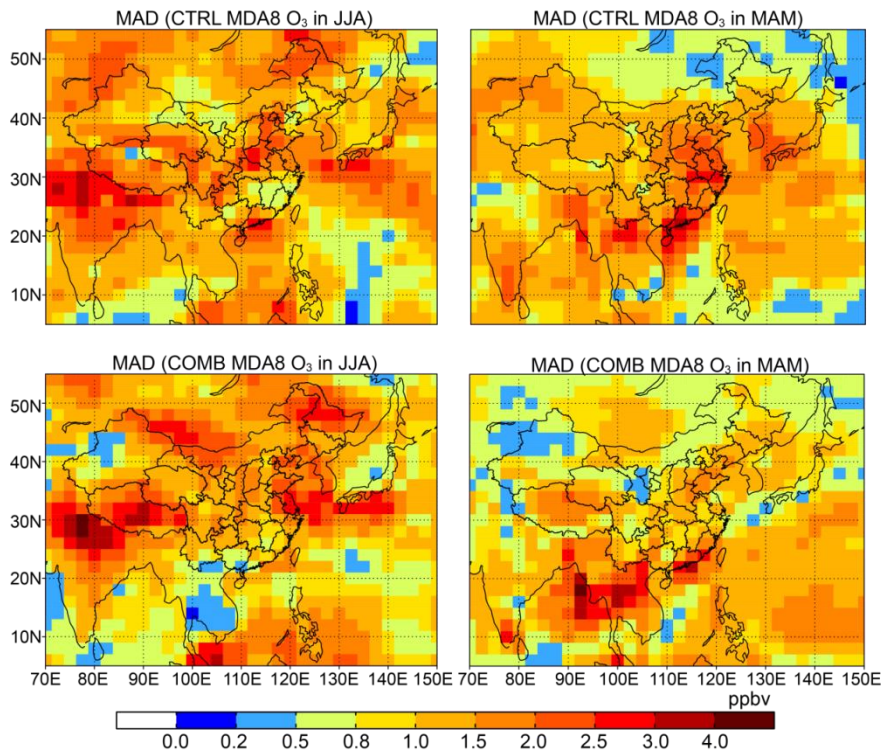 MAD (CTRL MDA8 O₃ in JJA) MAD (CTRL MDA8 O₃ in MAM)
50N
40N
30N
20N
10N
MAD (COMB MDA8 O₃ in JJA) MAD (COMB MDA8 O₃ in MAM)
50N
40N
30N
20N
10N
70E 80E 90E 100E 110E 120E 130E 140E 150E 70E 80E 90E 100E 110E 120E 130E 140E 150E
ppbv
0.0 0.2 0.5 0.8 1.0 1.5 2.0 2.5 3.0 4.0